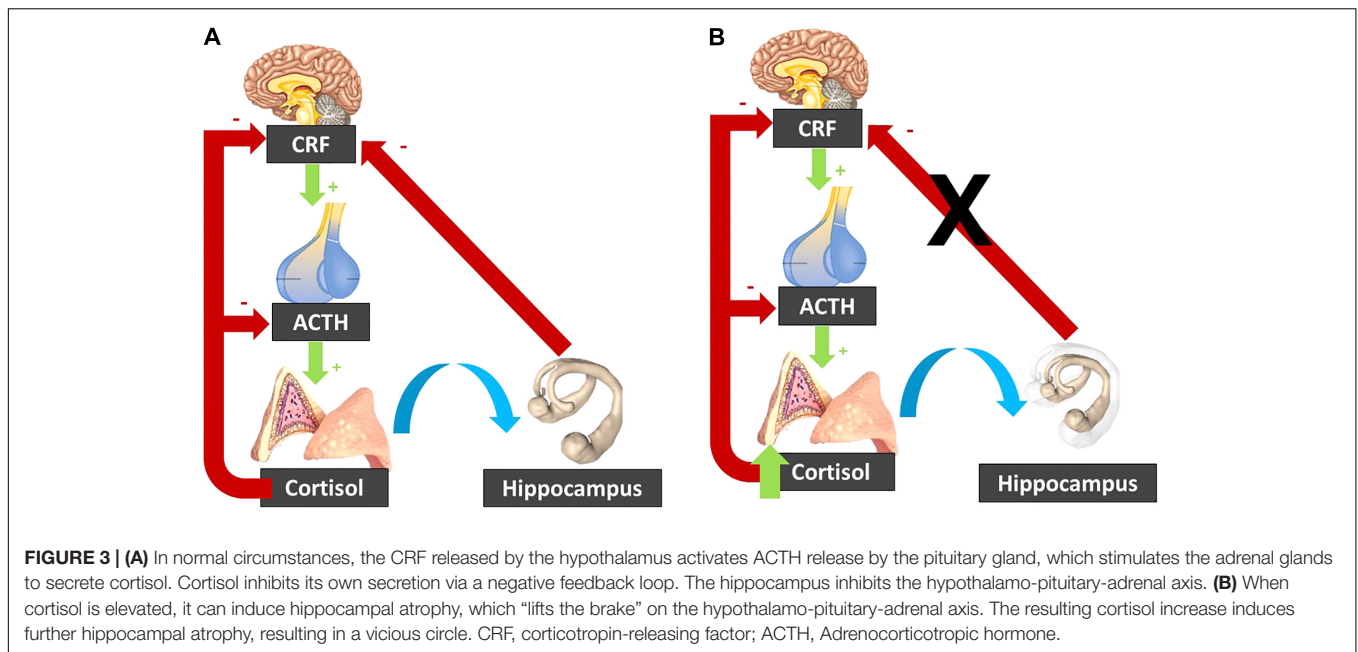 A
B
-
CRF
-
+
-
ACTH
+
Cortisol
Hippocampus
-
CRF
-
+
X
-
ACTH
+
Cortisol
Hippocampus
FIGURE 3 | (A) In normal circumstances, the CRF released by the hypothalamus activates ACTH release by the pituitary gland, which stimulates the adrenal glands
to secrete cortisol. Cortisol inhibits its own secretion via a negative feedback loop. The hippocampus inhibits the hypothalamo-pituitary-adrenal axis. (B) When
cortisol is elevated, it can induce hippocampal atrophy, which “lifts the brake” on the hypothalamo-pituitary-adrenal axis. The resulting cortisol increase induces
further hippocampal atrophy, resulting in a vicious circle. CRF, corticotropin-releasing factor; ACTH, Adrenocorticotropic hormone.